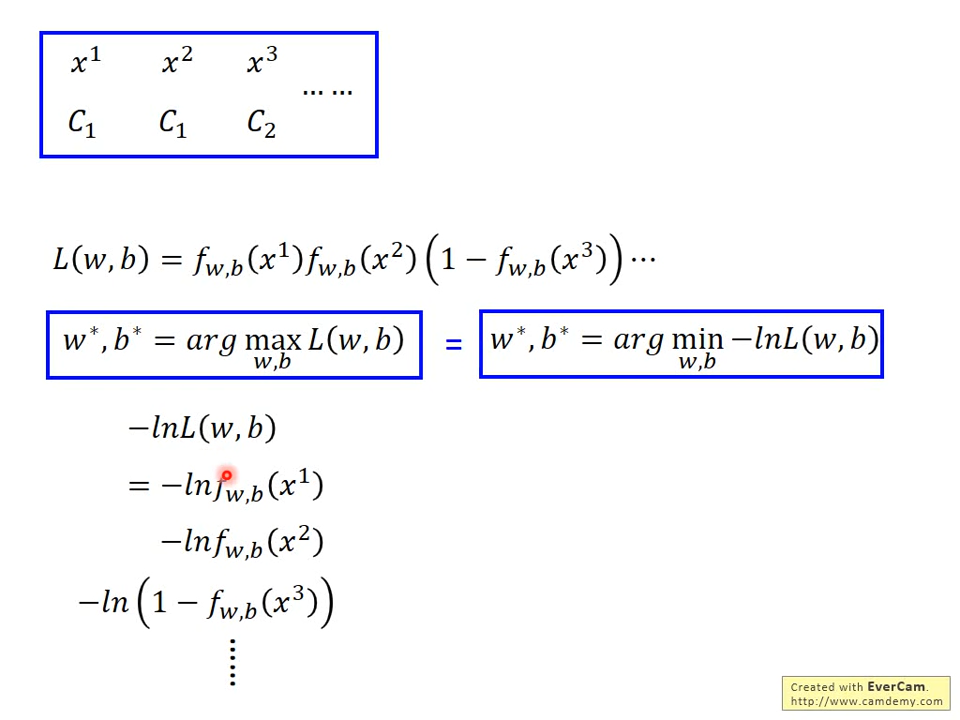 x¹ x² x³ … …
C₁ C₁ C₂
L(w, b) = f_{w,b}(x¹)f_{w,b}(x²)(1 − f_{w,b}(x³))⋯
w*, b* = arg max_{w,b} L(w, b) = w*, b* = arg min_{w,b} −lnL(w, b)
−lnL(w, b)
= −lnf_{w,b}(x¹)
−lnf_{w,b}(x²)
−ln(1 − f_{w,b}(x³))
⋮
Created with EverCam.
http://www.camdemy.com